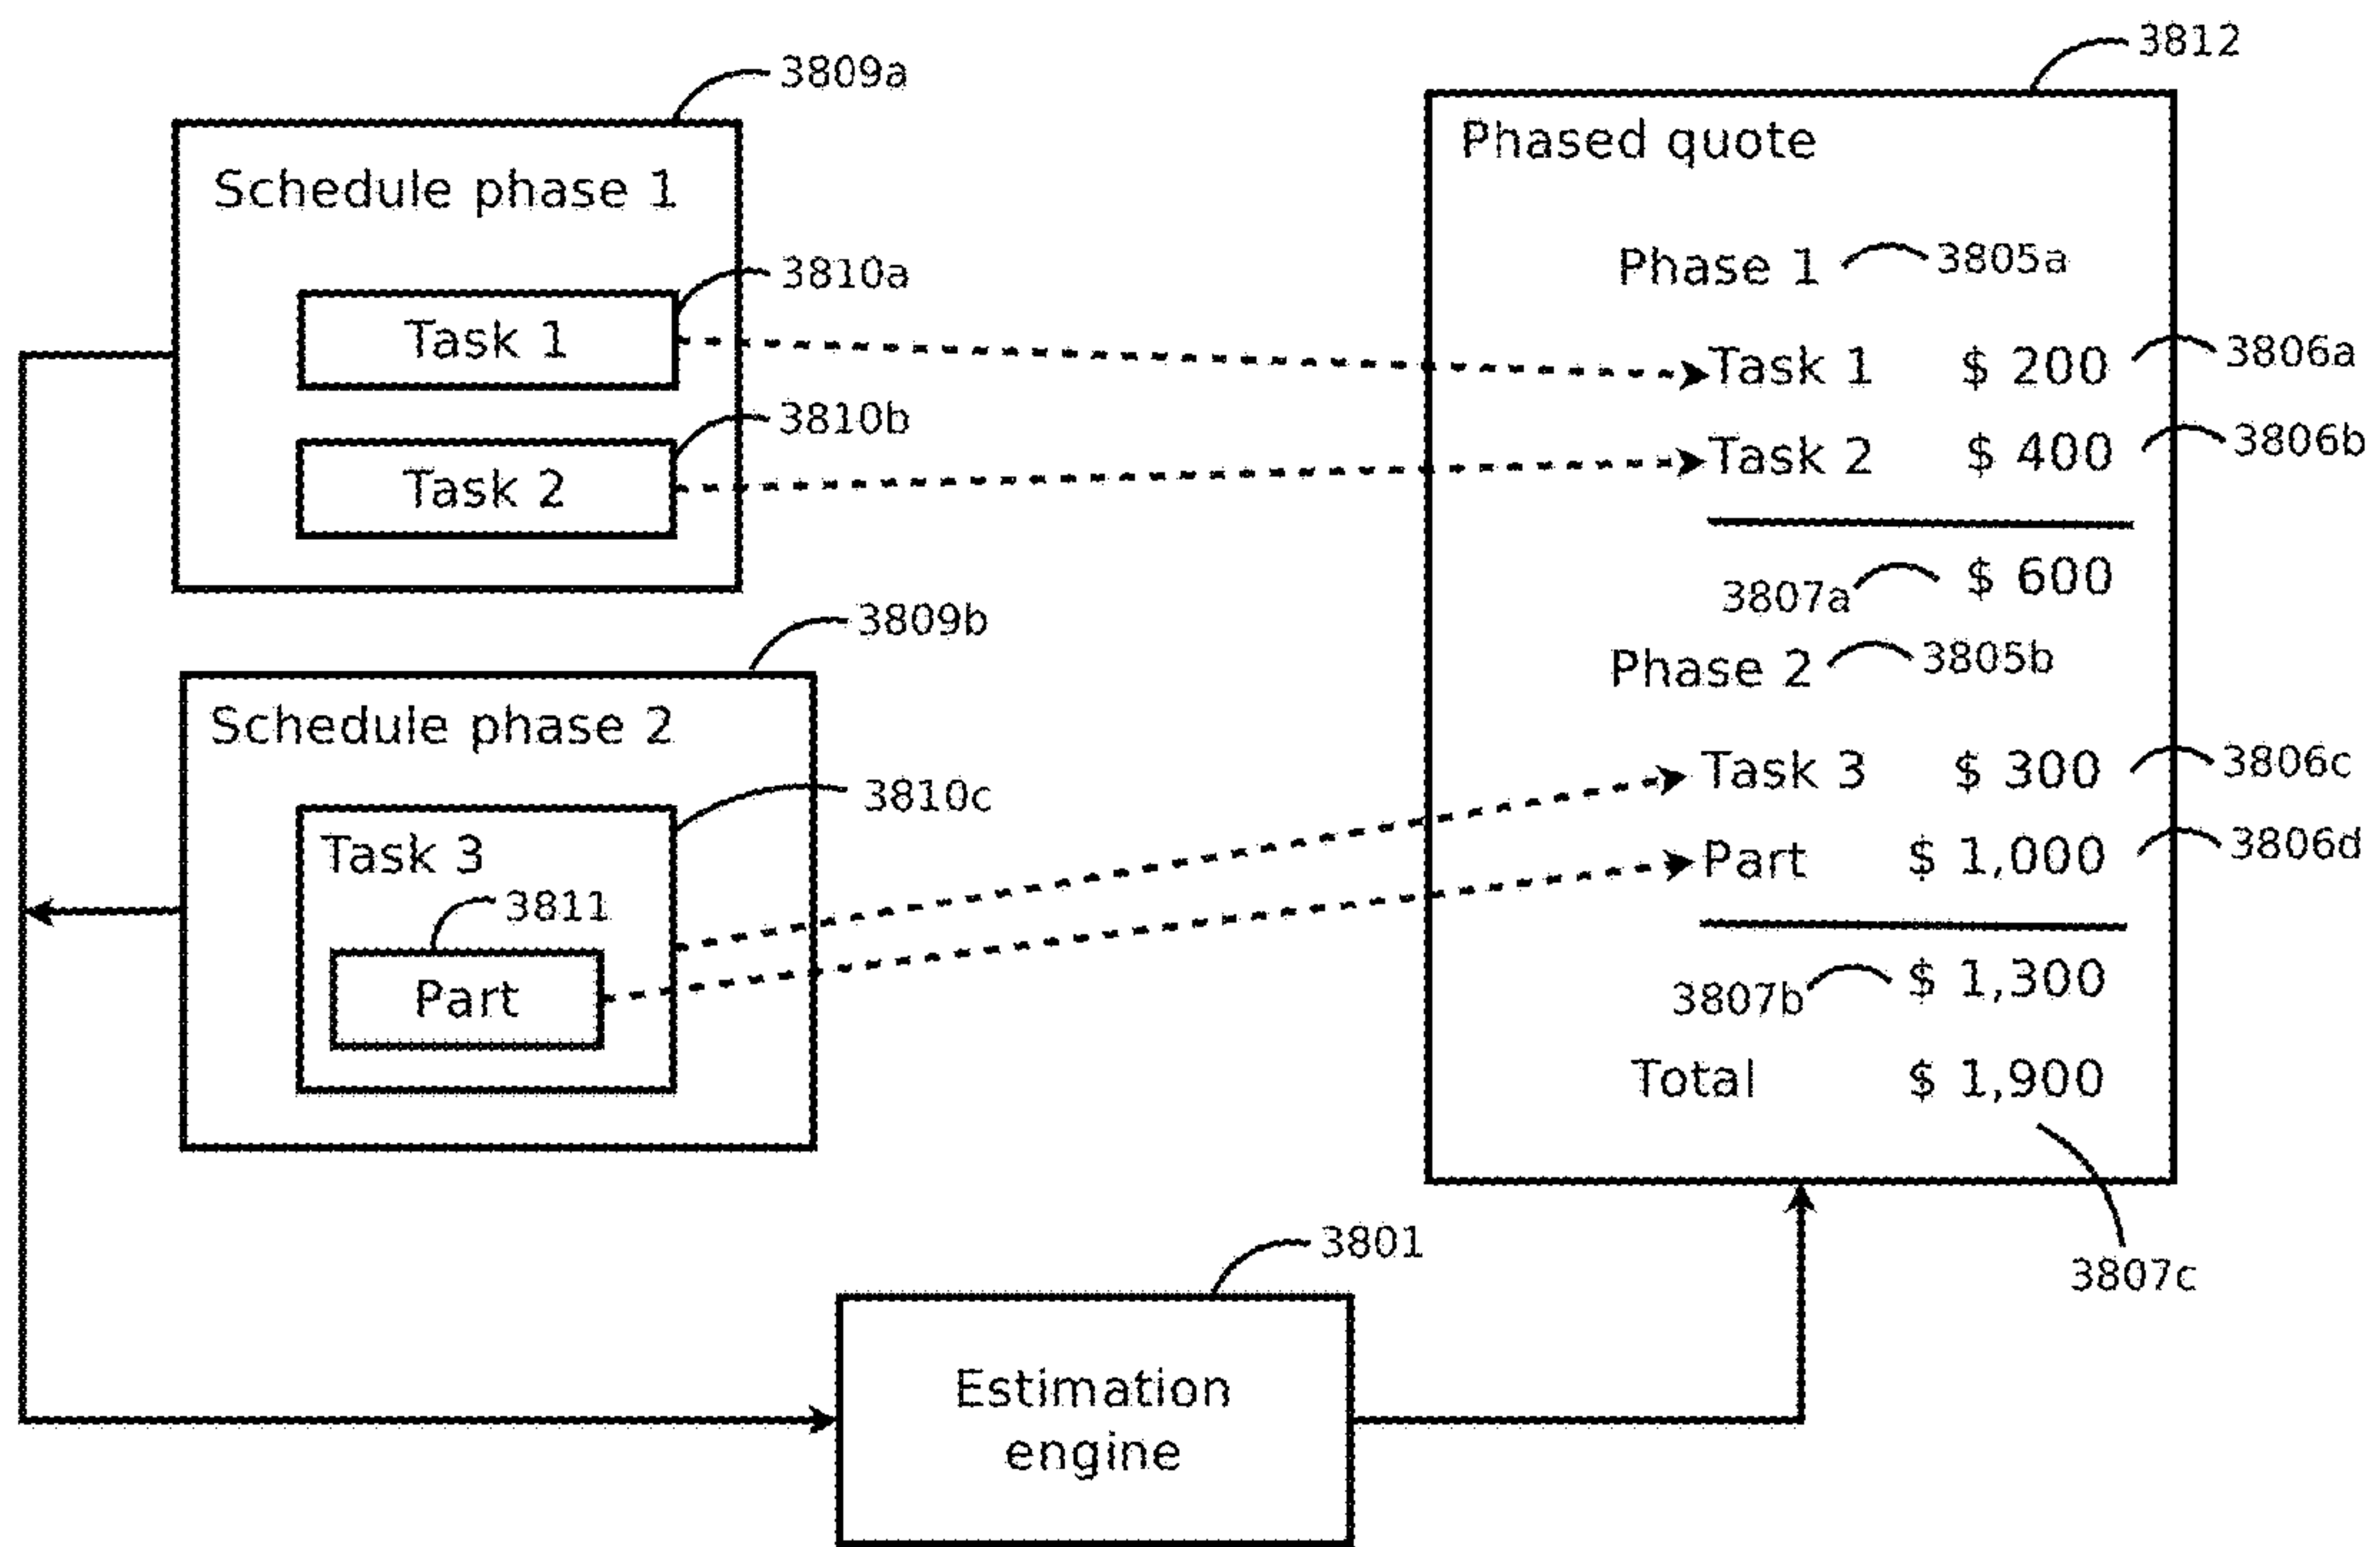 3809a
Schedule phase 1
3810a
Task 1
3810b
Task 2
3809b
Schedule phase 2
3810c
Task 3
3811
Part
3812
Phased quote
Phase 1 3805a
Task 1 $ 200 3806a
Task 2 $ 400 3806b
3807a $ 600
Phase 2 3805b
Task 3 $ 300 3806c
Part $ 1,000 3806d
3807b $ 1,300
Total $ 1,900
3807c
3801
Estimation
engine